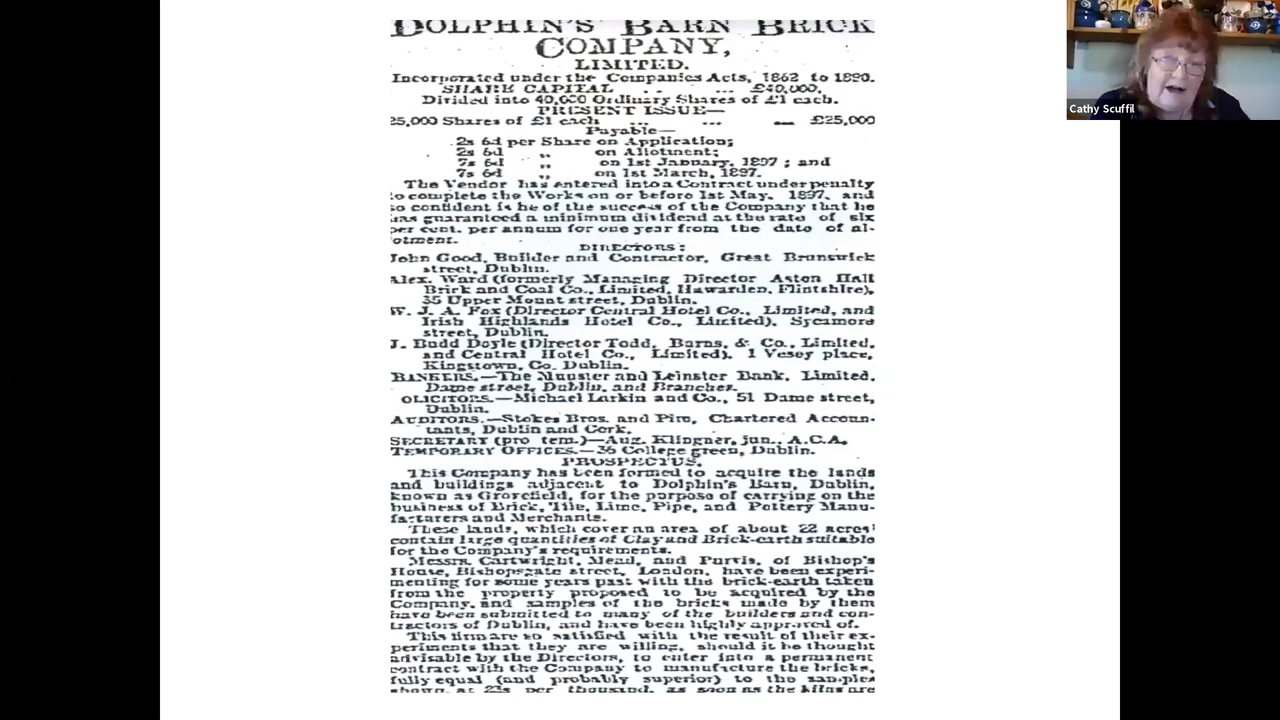 DOLPHIN'S BARN BRICK
COMPANY,
LIMITED.
Incorporated under the Companies Acts, 1862 to 1890.
SHARE CAPITAL .. .. ... £40,000,
Divided into 40,000 Ordinary Shares of £1 each.
PRESENT ISSUE—
25,000 Shares of £1 each ... ... ... £25,000
Payable—
2s 6d per Share on Application;
2s 6d „ on Allotment;
7s 6d „ on 1st January, 1897; and
7s 6d „ on 1st March, 1897.
The Vendor has entered into a Contract under penalty
to complete the Works on or before 1st May, 1897, and
so confident is he of the success of the Company that he
has guaranteed a minimum dividend at the rate of six
per cent. per annum for one year from the date of al-
otment.
DIRECTORS:
John Good, Builder and Contractor, Great Brunswick
street, Dublin.
Alex. Ward (formerly Managing Director Aston Hall
Brick and Coal Co., Limited, Hawarden, Flintshire),
35 Upper Mount street, Dublin.
W. J. A. Fox (Director Central Hotel Co., Limited, and
Irish Highlands Hotel Co., Limited), Sycamore
street, Dublin.
J. Budd Doyle (Director Todd, Burns, & Co., Limited,
and Central Hotel Co., Limited), 1 Vesey place,
Kingstown, Co. Dublin.
BANKERS.—The Munster and Leinster Bank, Limited,
Dame street, Dublin, and Branches.
OLICITORS.—Michael Larkin and Co., 51 Dame street,
Dublin.
AUDITORS.—Stokes Bros. and Pim, Chartered Accoun-
tants, Dublin and Cork.
SECRETARY (pro tem.)—Aug. Klingner, jun., A.C.A.
TEMPORARY OFFICES.—36 College green, Dublin.
PROSPECTUS.
This Company has been formed to acquire the lands
and buildings adjacent to Dolphin's Barn, Dublin,
known as Grovefield, for the purpose of carrying on the
business of Brick, Tile, Lime, Pipe, and Pottery Manu-
facturers and Merchants.
These lands, which cover an area of about 22 acres
contain large quantities of Clay and Brick-earth suitable
for the Company's requirements.
Messrs. Cartwright, Mead, and Purvis, of Bishop's
House, Bishopsgate street, London, have been experi-
menting for some years past with the brick-earth taken
from the property proposed to be acquired by the
Company, and samples of the bricks made by them
have been submitted to many of the builders and con-
tractors of Dublin, and have been highly approved of.
This firm are so satisfied with the result of their ex-
periments that they are willing, should it be thought
advisable by the Directors, to enter into a permanent
contract with the Company to manufacture the bricks,
fully equal (and probably superior) to the samples
shown, at per thousand, as soon as the kilns are
Cathy Scuffil